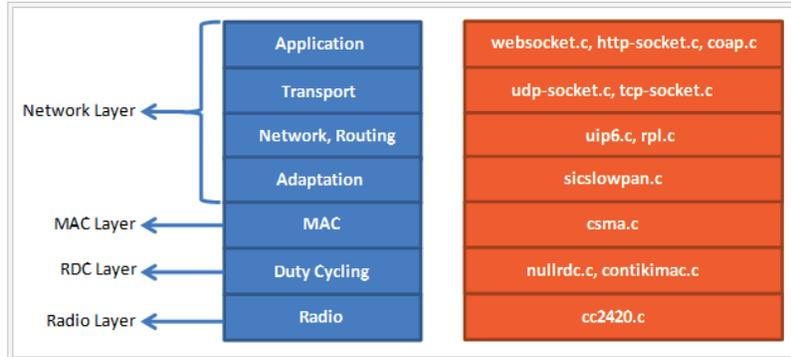 Application
websocket.c, http-socket.c, coap.c
Transport
udp-socket.c, tcp-socket.c
Network Layer
Network, Routing
uip6.c, rpl.c
Adaptation
sicslowpan.c
MAC Layer
MAC
csma.c
RDC Layer
Duty Cycling
nullrdc.c, contikimac.c
Radio Layer
Radio
cc2420.c